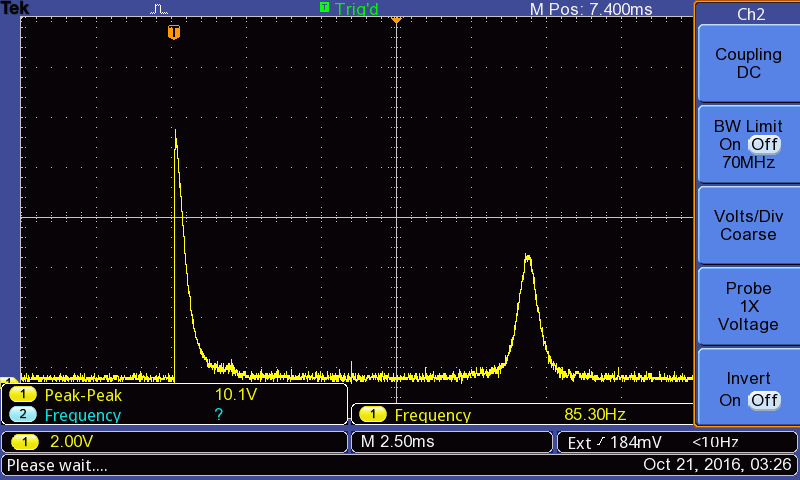 Tek
T Trig'd
M Pos: 7.400ms
T
Ch2
Coupling
DC
BW Limit
On Off
70MHz
Volts/Div
Coarse
Probe
1X
Voltage
Invert
On Off
1 Peak-Peak 10.1V
2 Frequency ?
1 Frequency 85.30Hz
1 2.00V
M 2.50ms
Ext 184mV <10Hz
Please wait....
Oct 21, 2016, 03:26